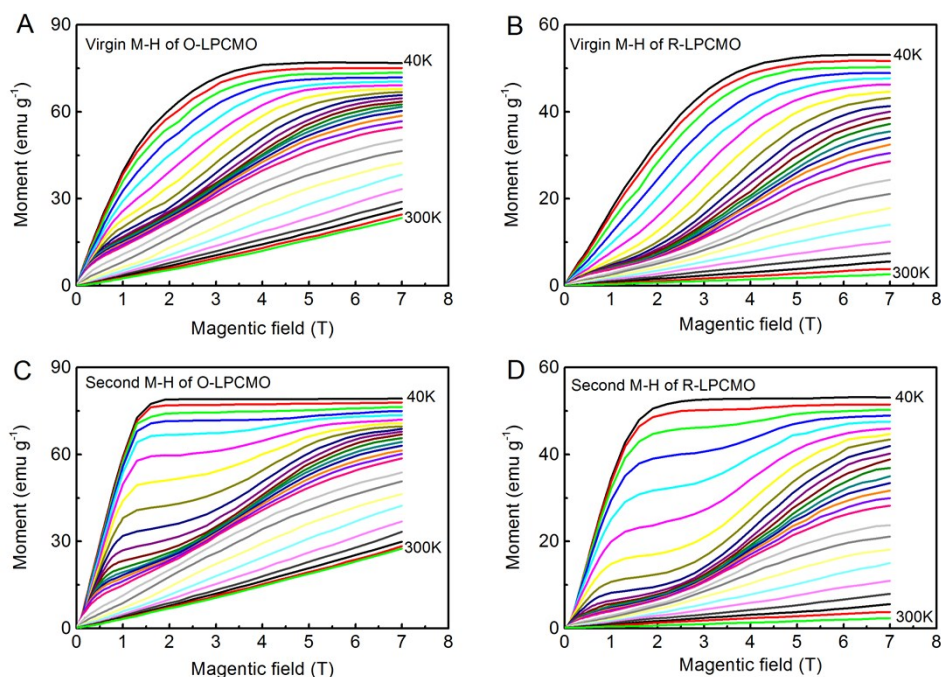 A
Virgin M-H of O-LPCMO
40K
300K
Moment (emu g-1)
90
60
30
0
0 1 2 3 4 5 6 7 8
Magentic field (T)
B
Virgin M-H of R-LPCMO
40K
300K
Moment (emu g-1)
60
40
20
0
0 1 2 3 4 5 6 7 8
Magentic field (T)
C
Second M-H of O-LPCMO
40K
300K
Moment (emu g-1)
90
60
30
0
0 1 2 3 4 5 6 7 8
Magentic field (T)
D
Second M-H of R-LPCMO
40K
300K
Moment (emu g-1)
60
40
20
0
0 1 2 3 4 5 6 7 8
Magentic field (T)